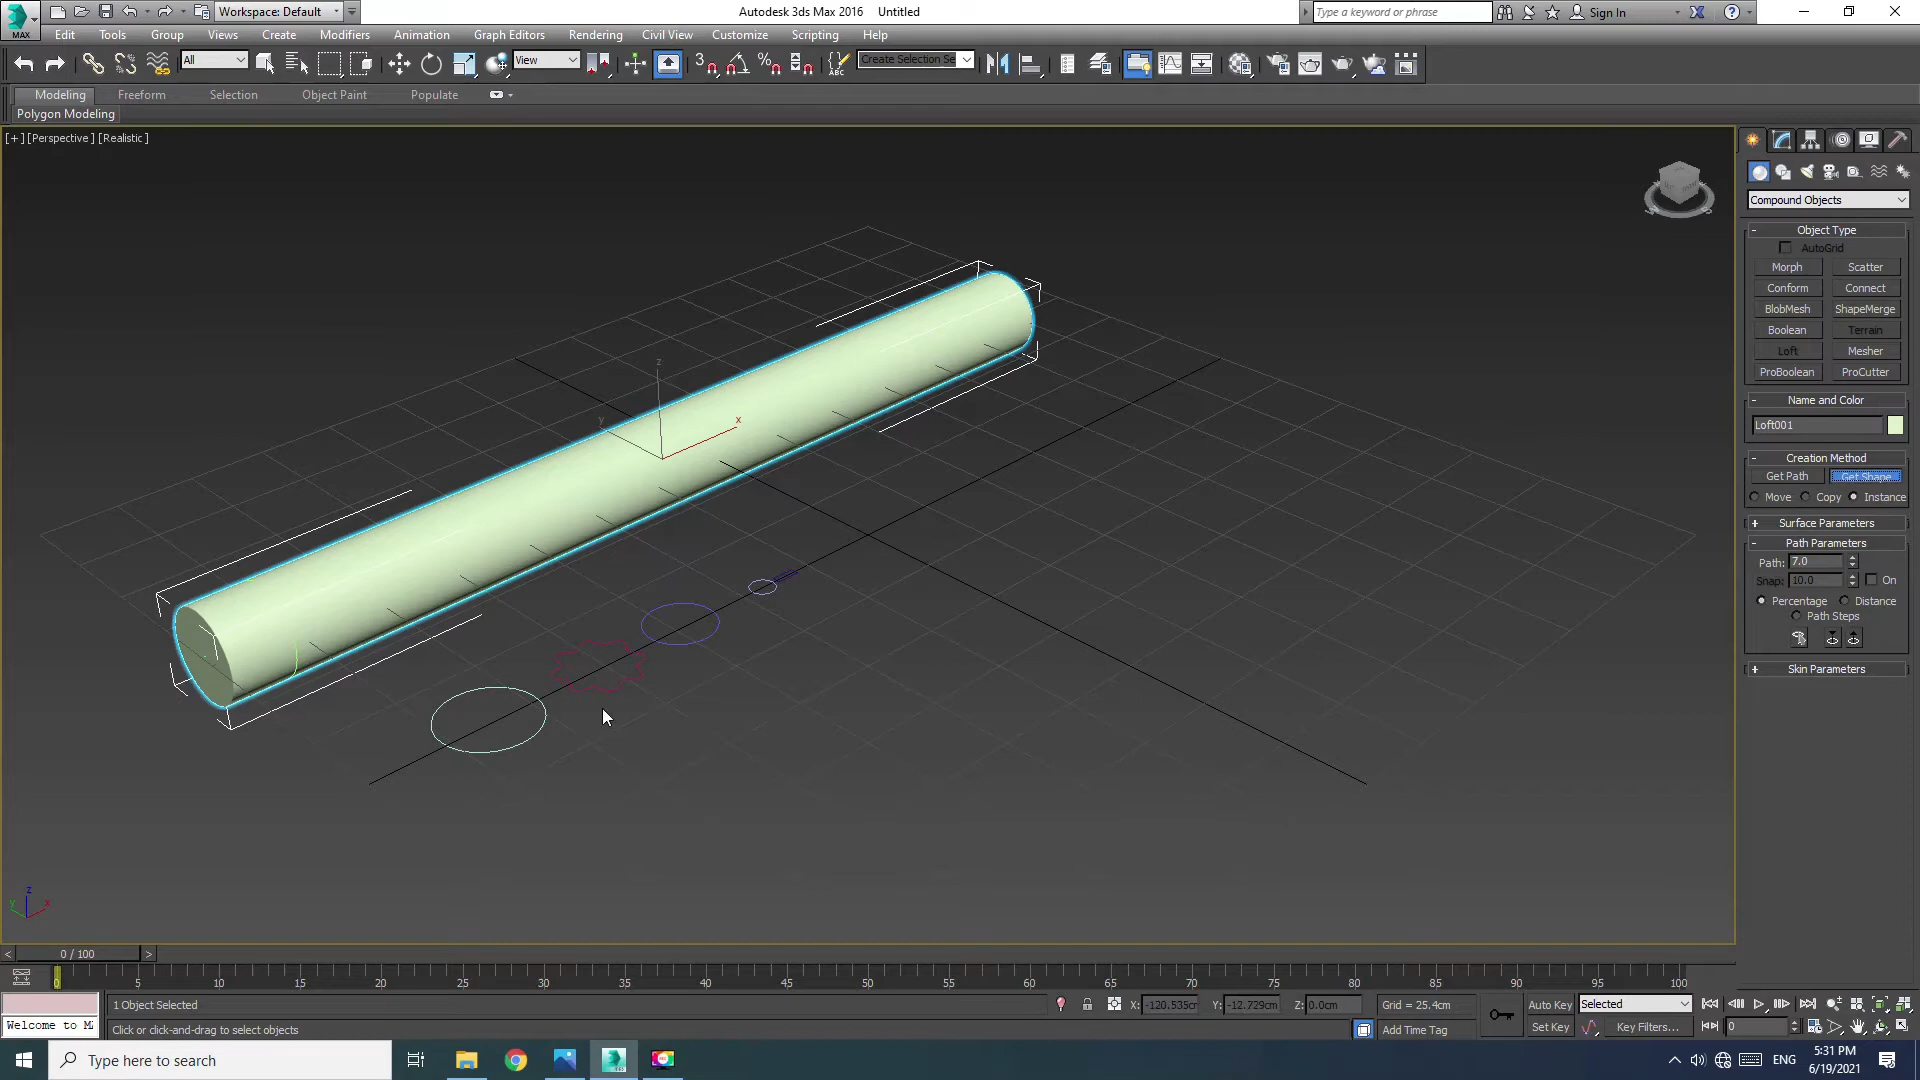 MAX
Workspace: Default
Autodesk 3ds Max 2016 Untitled
Type a keyword or phrase
Sign In
Edit Tools Group Views Create Modifiers Animation Graph Editors Rendering Civil View Customize Scripting Help
All
View
3
ABC
Create Selection Se
Modeling Freeform Selection Object Paint Populate
Polygon Modeling
[+] [Perspective ] [Realistic ]
z
y
x
Compound Objects
- Object Type
AutoGrid
Morph Scatter
Conform Connect
BlobMesh ShapeMerge
Boolean Terrain
Loft Mesher
ProBoolean ProCutter
- Name and Color
Loft001
- Creation Method
Get Path Get Shape
Move Copy Instance
+ Surface Parameters
- Path Parameters
Path: 7.0
Snap: 10.0 On
Percentage Distance
Path Steps
+ Skin Parameters
z
y x
< 0 / 100 >
0 5 10 15 20 25 30 35 40 45 50 55 60 65 70 75 80 85 90 95 100
1 Object Selected
X: -120.535cm Y: -12.729cm Z: 0.0cm Grid = 25.4cm
Auto Key Selected
Welcome to M
Click or click-and-drag to select objects
Add Time Tag
Set Key Key Filters... 0
Type here to search
ENG
5:31 PM
6/19/2021